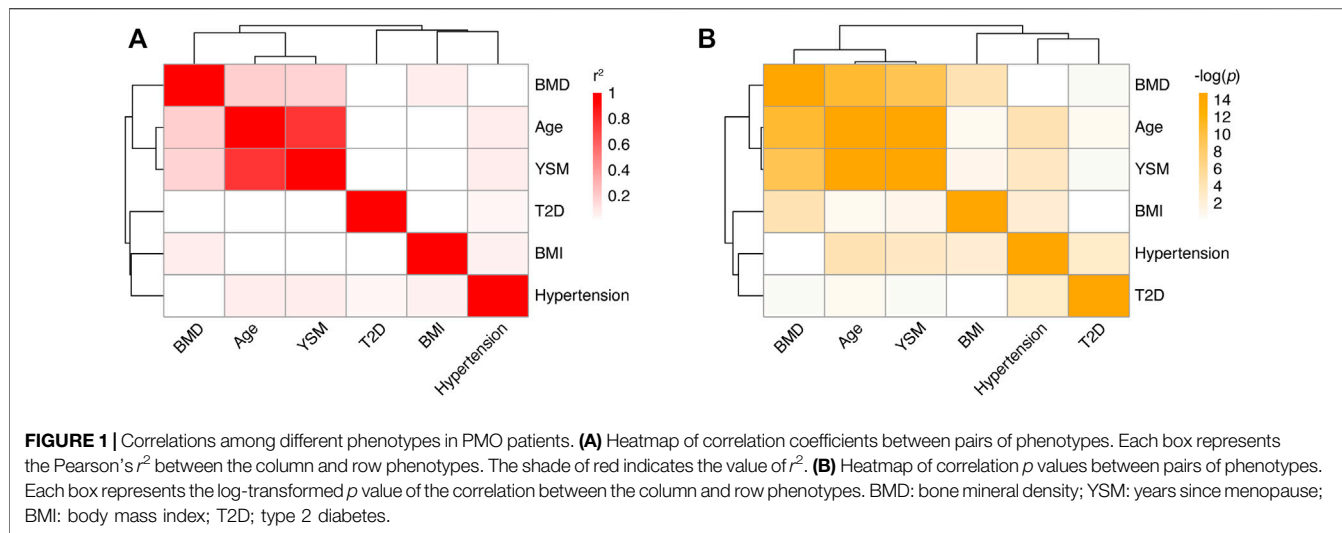 A
r²
1
0.8
0.6
0.4
0.2
BMD
Age
YSM
T2D
BMI
Hypertension
BMD
Age
YSM
T2D
BMI
Hypertension
B
-log(p)
14
12
10
8
6
4
2
BMD
Age
YSM
BMI
Hypertension
T2D
BMD
Age
YSM
BMI
Hypertension
T2D
FIGURE 1 | Correlations among different phenotypes in PMO patients. (A) Heatmap of correlation coefficients between pairs of phenotypes. Each box represents
the Pearson's r² between the column and row phenotypes. The shade of red indicates the value of r². (B) Heatmap of correlation p values between pairs of phenotypes.
Each box represents the log-transformed p value of the correlation between the column and row phenotypes. BMD: bone mineral density; YSM: years since menopause;
BMI: body mass index; T2D; type 2 diabetes.